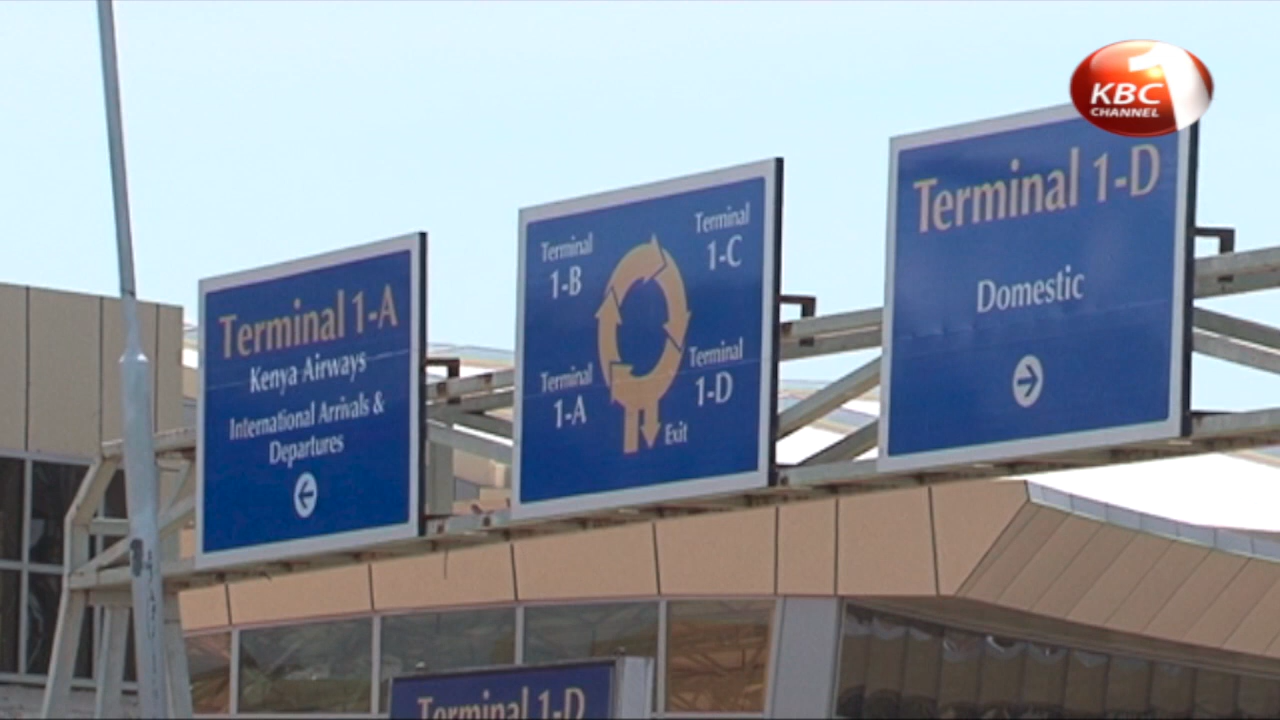 KBC 1
CHANNEL
Terminal 1-A
Kenya Airways
International Arrivals &
Departures
Terminal
1-B
Terminal
1-C
Terminal
1-A
Terminal
1-D
Exit
Terminal 1-D
Domestic
Terminal 1-D